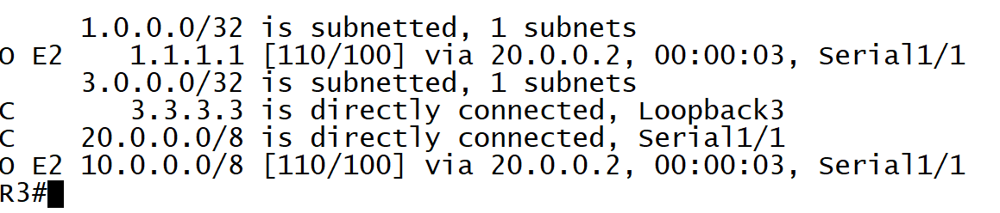 1.0.0.0/32 is subnetted, 1 subnets
O E2 1.1.1.1 [110/100] via 20.0.0.2, 00:00:03, Serial1/1
3.0.0.0/32 is subnetted, 1 subnets
C 3.3.3.3 is directly connected, Loopback3
C 20.0.0.0/8 is directly connected, Serial1/1
O E2 10.0.0.0/8 [110/100] via 20.0.0.2, 00:00:03, Serial1/1
R3#